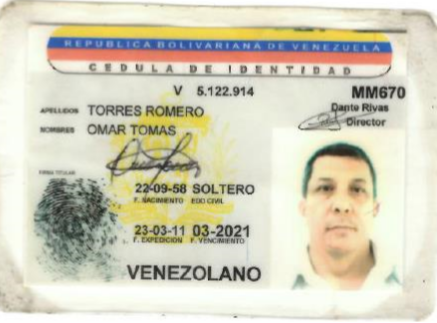 REPUBLICA BOLIVARIANA DE VENEZUELA
CEDULA DE IDENTIDAD
V 5.122.914 MM670
APELLIDOS TORRES ROMERO Dante Rivas
NOMBRES OMAR TOMAS Director
FIRMA TITULAR
22-09-58 SOLTERO
F. NACIMIENTO EDO CIVIL
23-03-11 03-2021
F. EXPEDICION F. VENCIMIENTO
VENEZOLANO